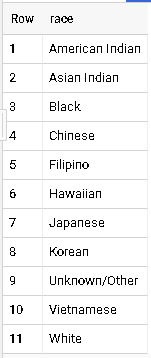 Row race
1 American Indian
2 Asian Indian
3 Black
4 Chinese
5 Filipino
6 Hawaiian
7 Japanese
8 Korean
9 Unknown/Other
10 Vietnamese
11 White